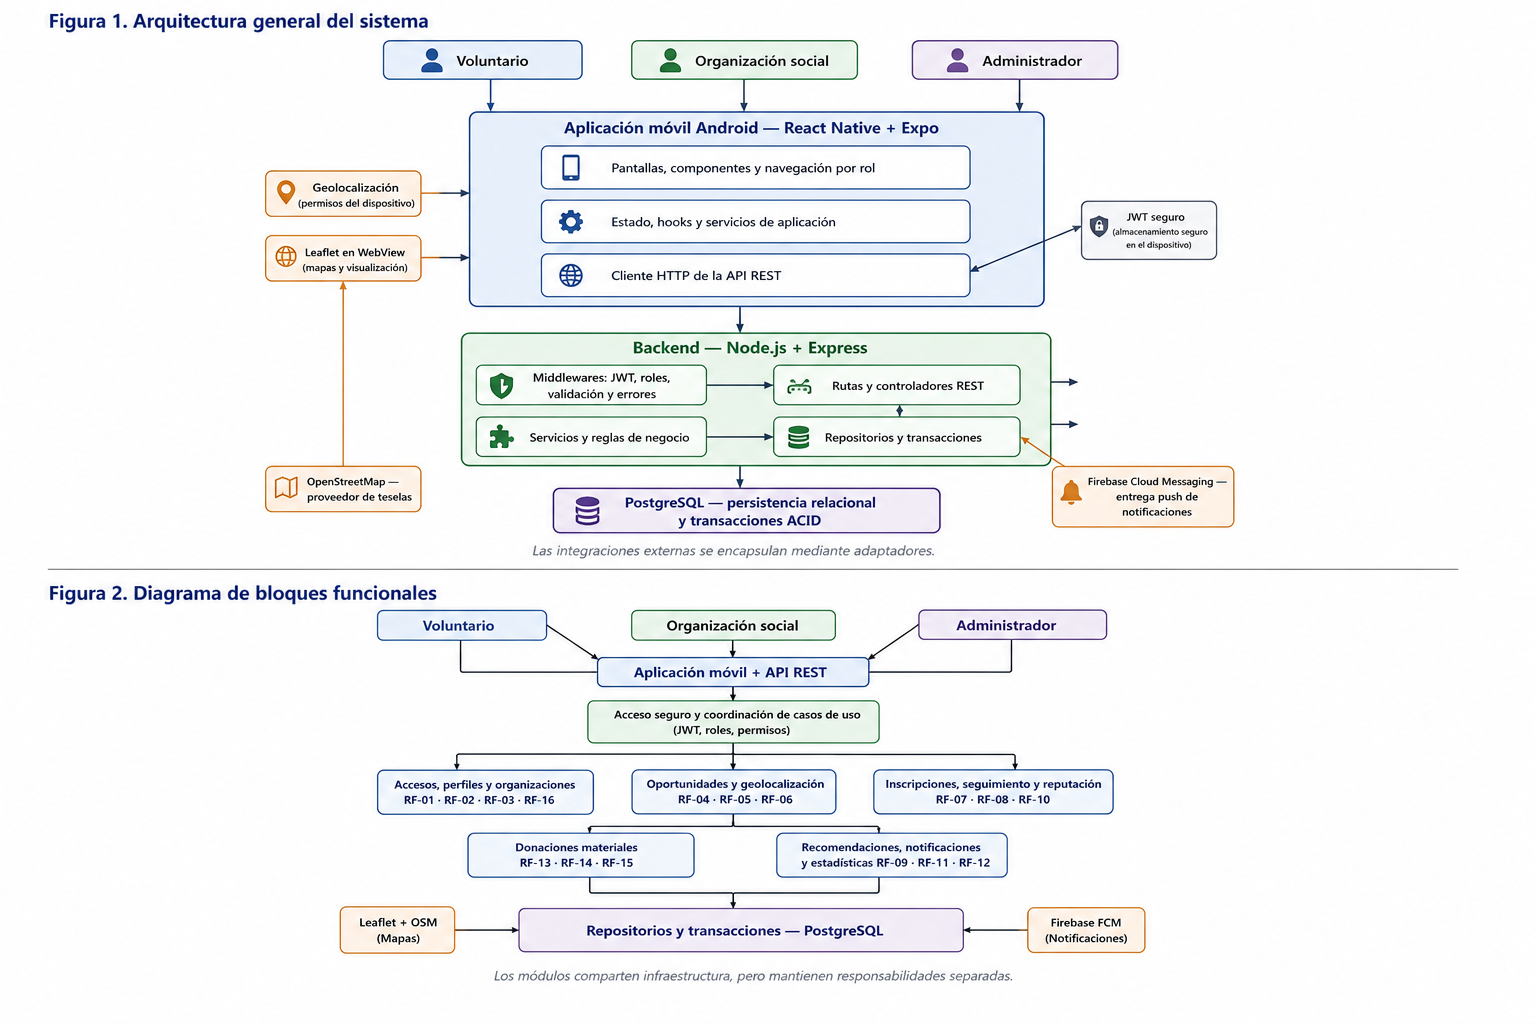 Figura 1. Arquitectura general del sistema
Voluntario
Organización social
Administrador
Aplicación móvil Android — React Native + Expo
Pantallas, componentes y navegación por rol
Geolocalización
(permisos del dispositivo)
Estado, hooks y servicios de aplicación
JWT seguro
(almacenamiento seguro
en el dispositivo)
Leaflet en WebView
(mapas y visualización)
Cliente HTTP de la API REST
Backend — Node.js + Express
Middlewares: JWT, roles,
validación y errores
Rutas y controladores REST
Servicios y reglas de negocio
Repositorios y transacciones
OpenStreetMap —
proveedor de teselas
Firebase Cloud Messaging —
entrega push de
notificaciones
PostgreSQL — persistencia relacional
y transacciones ACID
Las integraciones externas se encapsulan mediante adaptadores.
Figura 2. Diagrama de bloques funcionales
Voluntario
Organización social
Administrador
Aplicación móvil + API REST
Acceso seguro y coordinación de casos de uso
(JWT, roles, permisos)
Accesos, perfiles y organizaciones
RF-01 · RF-02 · RF-03 · RF-16
Oportunidades y geolocalización
RF-04 · RF-05 · RF-06
Inscripciones, seguimiento y reputación
RF-07 · RF-08 · RF-10
Donaciones materiales
RF-13 · RF-14 · RF-15
Recomendaciones, notificaciones
y estadísticas RF-09 · RF-11 · RF-12
Leaflet + OSM
(Mapas)
Repositorios y transacciones — PostgreSQL
Firebase FCM
(Notificaciones)
Los módulos comparten infraestructura, pero mantienen responsabilidades separadas.